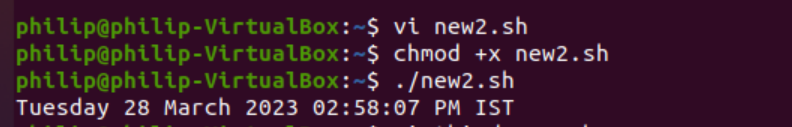 philip@philip-VirtualBox:~$ vi new2.sh
philip@philip-VirtualBox:~$ chmod +x new2.sh
philip@philip-VirtualBox:~$ ./new2.sh
Tuesday 28 March 2023 02:58:07 PM IST